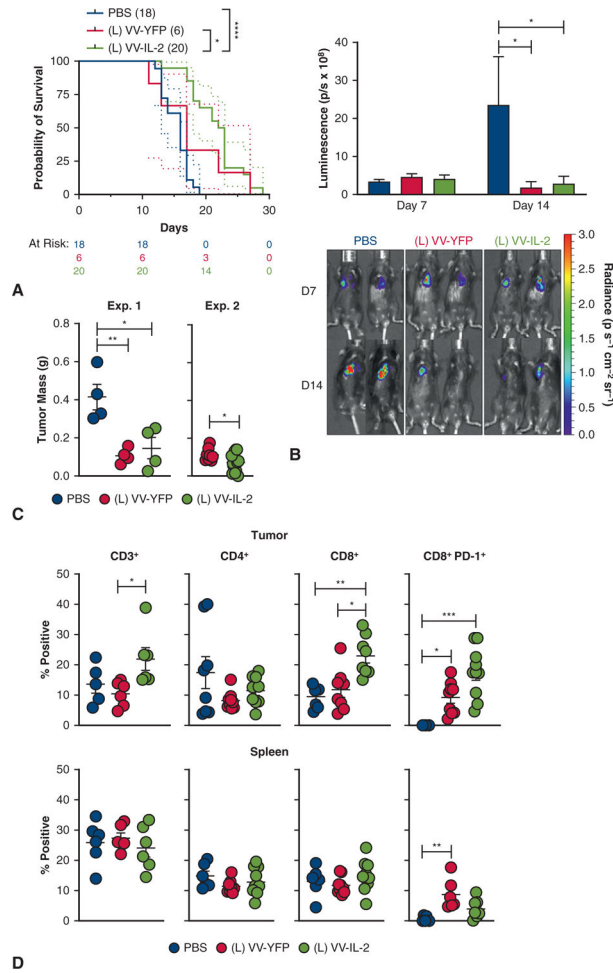 PBS (18)
(L) VV-YFP (6)
(L) VV-IL-2 (20)
*
****
Probability of Survival
100
75
50
25
0
0 10 20 30
Days
At Risk: 18 18 0 0
6 6 3 0
20 20 14 0
A
Luminescence (p/s x 10⁸)
40
30
20
10
0
*
*
Day 7 Day 14
PBS (L) VV-YFP (L) VV-IL-2
D7
D14
3.0
2.5
2.0
1.5
1.0
0.5
0.0
Radiance (p s⁻¹ cm⁻² sr⁻¹)
B
Exp. 1 Exp. 2
Tumor Mass (g)
0.8
0.6
0.4
0.2
0.0
*
**
*
PBS (L) VV-YFP (L) VV-IL-2
C
Tumor
CD3⁺ CD4⁺ CD8⁺ CD8⁺ PD-1⁺
% Positive
50
40
30
20
10
0
*
**
*
***
*
Spleen
% Positive
50
40
30
20
10
0
**
PBS (L) VV-YFP (L) VV-IL-2
D